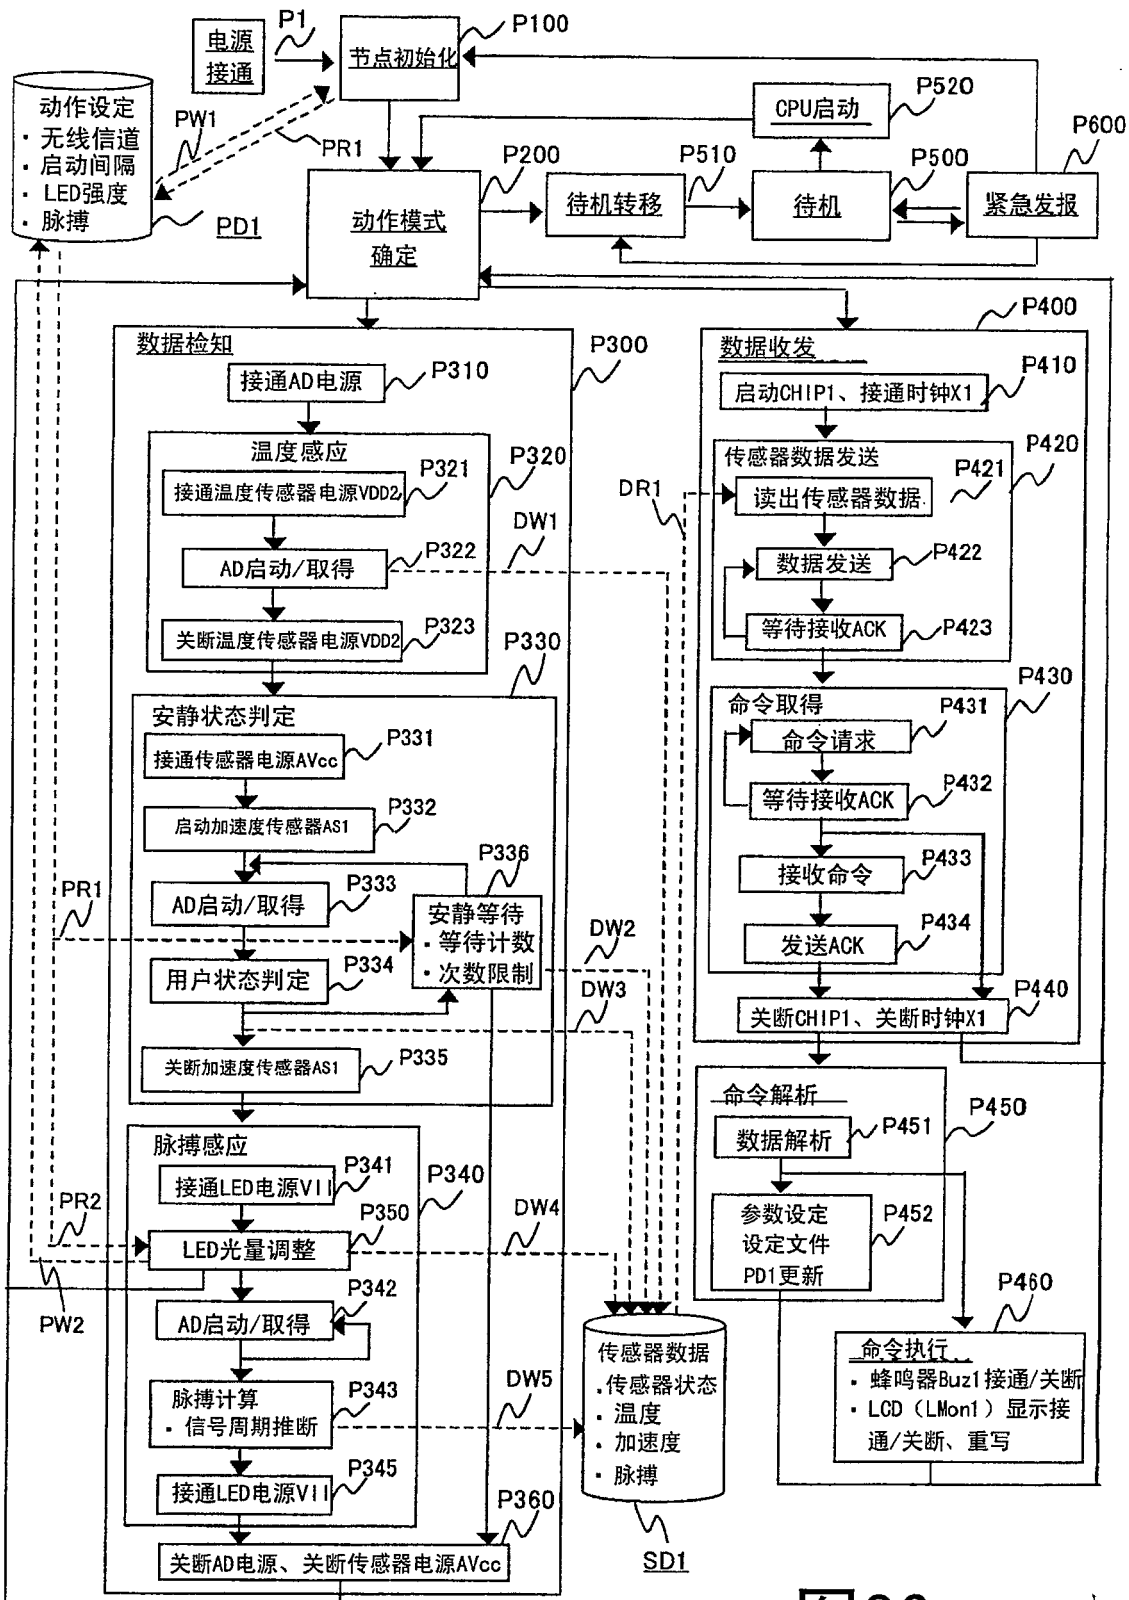 电源
接通
P1
节点初始化
P100
动作设定
· 无线信道
· 启动间隔
· LED强度
· 脉搏
PD1
PW1
PR1
CPU启动
P520
P600
动作模式
确定
P200
待机转移
P510
待机
P500
紧急发报
数据检知
P300
接通AD电源
P310
温度感应
P320
接通温度传感器电源VDD2
P321
AD启动/取得
P322
DW1
关断温度传感器电源VDD2
P323
P330
安静状态判定
接通传感器电源AVcc
P331
启动加速度传感器AS1
P332
AD启动/取得
P333
P336
安静等待
· 等待计数
· 次数限制
PR1
用户状态判定
P334
DW2
DW3
关断加速度传感器AS1
P335
脉搏感应
P340
接通LED电源VII
P341
LED光量调整
P350
DW4
PR2
PW2
AD启动/取得
P342
脉搏计算
· 信号周期推断
P343
DW5
接通LED电源VII
P345
P360
关断AD电源、关断传感器电源AVcc
P400
数据收发
启动CHIP1、接通时钟X1
P410
传感器数据发送
P420
DR1
读出传感器数据
P421
数据发送
P422
等待接收ACK
P423
P430
命令取得
P431
命令请求
等待接收ACK
P432
接收命令
P433
发送ACK
P434
关断CHIP1、关断时钟X1
P440
命令解析
P450
数据解析
P451
参数设定
设定文件
PD1更新
P452
P460
命令执行
· 蜂鸣器Buz1接通/关断
· LCD（LMon1）显示接
通/关断、重写
传感器数据
·传感器状态
· 温度
· 加速度
· 脉搏
SD1